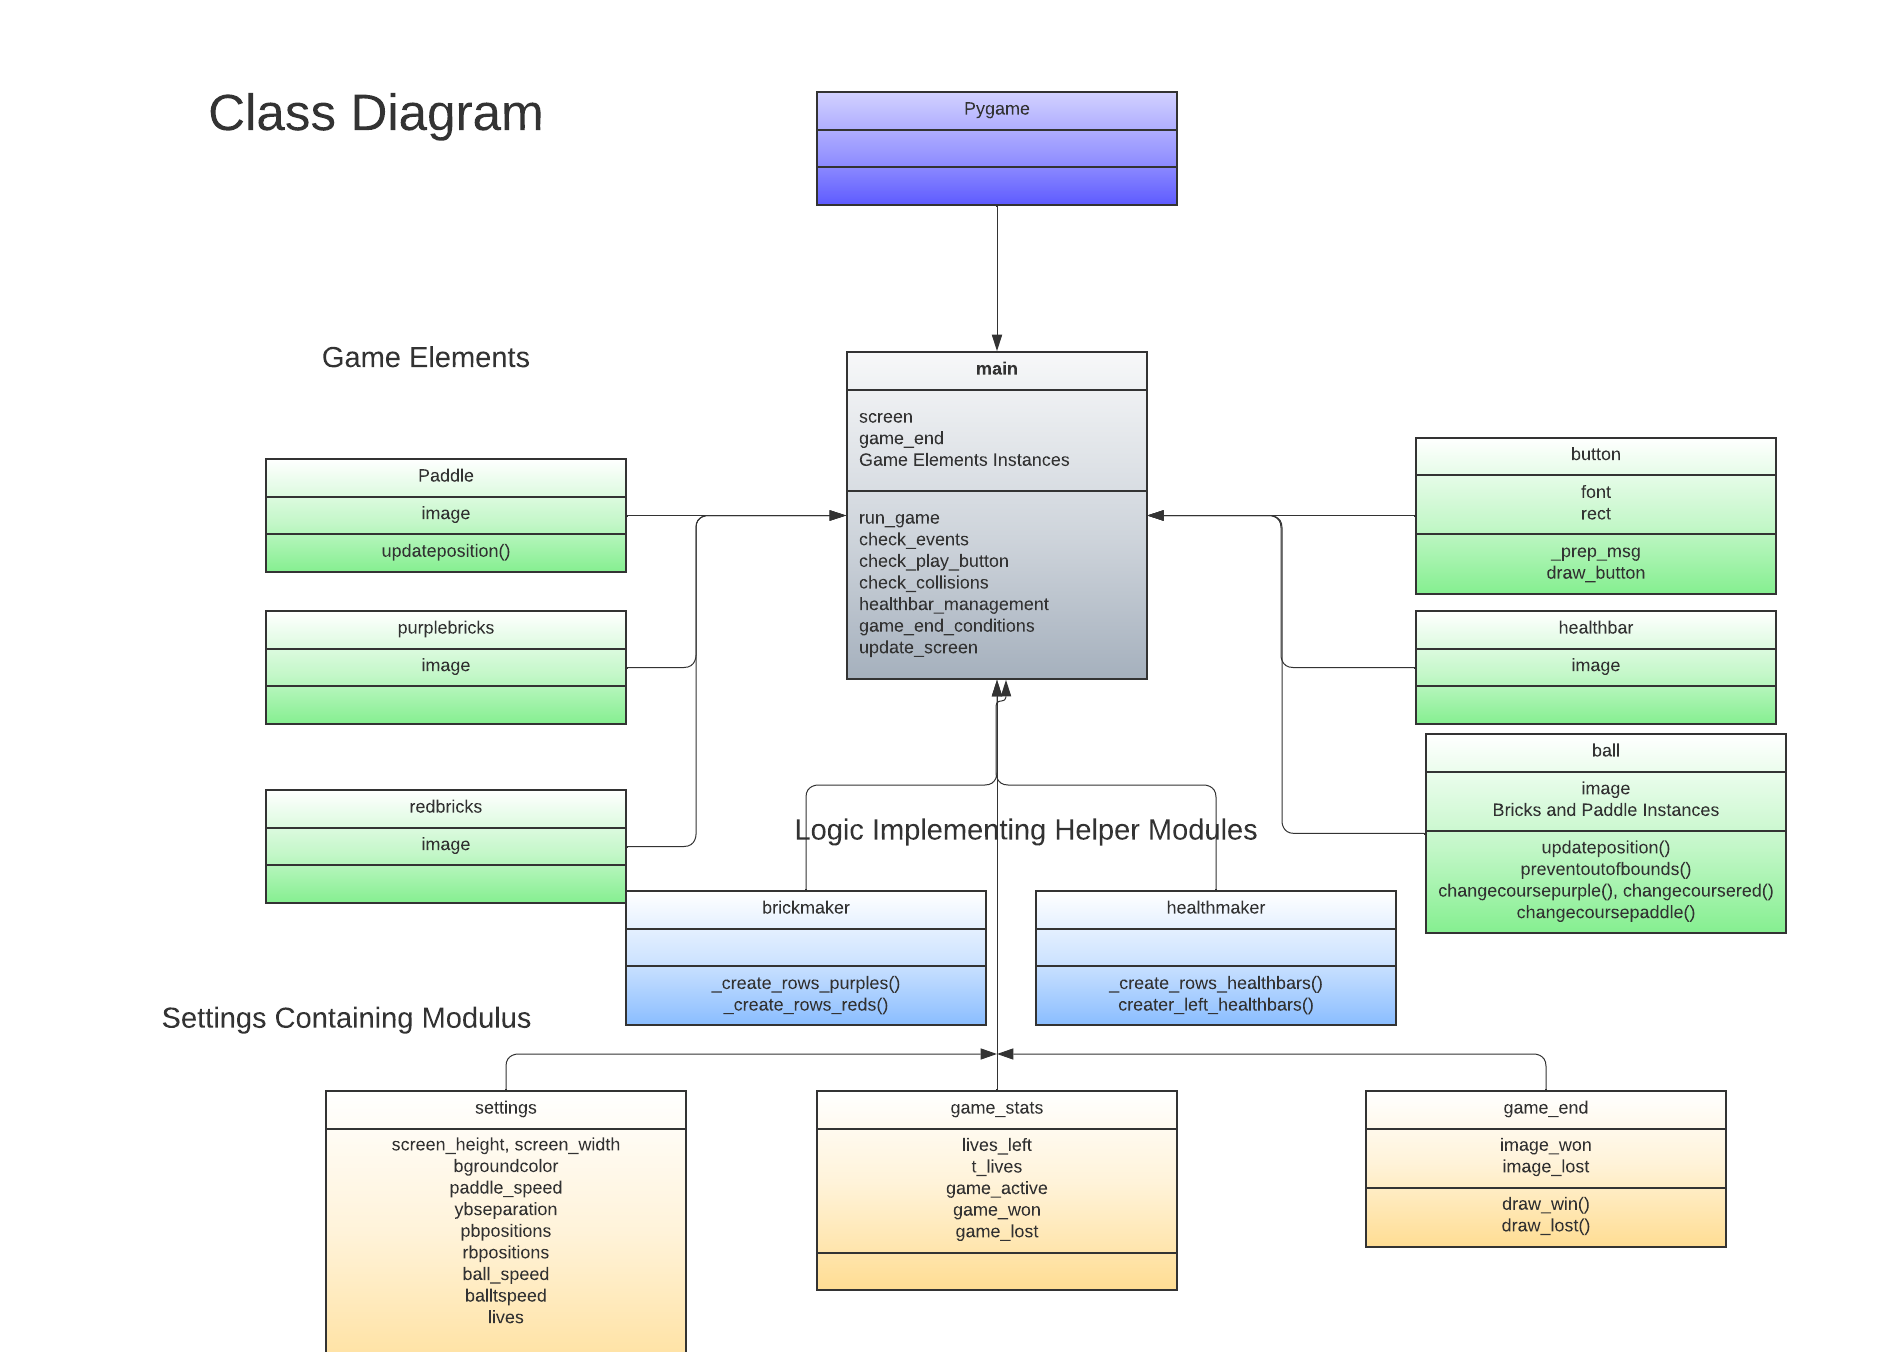 Class Diagram
Pygame
Game Elements
main
screen
game_end
Game Elements Instances
run_game
check_events
check_play_button
check_collisions
healthbar_management
game_end_conditions
update_screen
Paddle
image
updateposition()
purplebricks
image
redbricks
image
button
font
rect
_prep_msg
draw_button
healthbar
image
ball
image
Bricks and Paddle Instances
updateposition()
preventoutofbounds()
changecoursepurple(), changecoursered()
changecoursepaddle()
Logic Implementing Helper Modules
brickmaker
_create_rows_purples()
_create_rows_reds()
healthmaker
_create_rows_healthbars()
creater_left_healthbars()
Settings Containing Modulus
settings
screen_height, screen_width
bgroundcolor
paddle_speed
ybseparation
pbpositions
rbpositions
ball_speed
balltspeed
lives
game_stats
lives_left
t_lives
game_active
game_won
game_lost
game_end
image_won
image_lost
draw_win()
draw_lost()